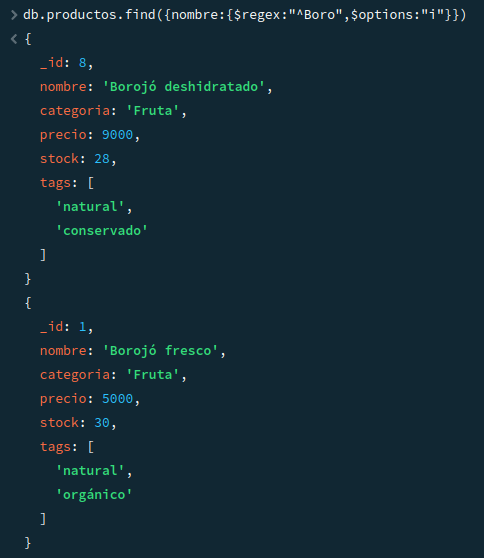 > db.productos.find({nombre:{$regex:"^Boro",$options:"i"}})
< {
_id: 8,
nombre: 'Borojó deshidratado',
categoria: 'Fruta',
precio: 9000,
stock: 28,
tags: [
'natural',
'conservado'
]
}
{
_id: 1,
nombre: 'Borojó fresco',
categoria: 'Fruta',
precio: 5000,
stock: 30,
tags: [
'natural',
'orgánico'
]
}